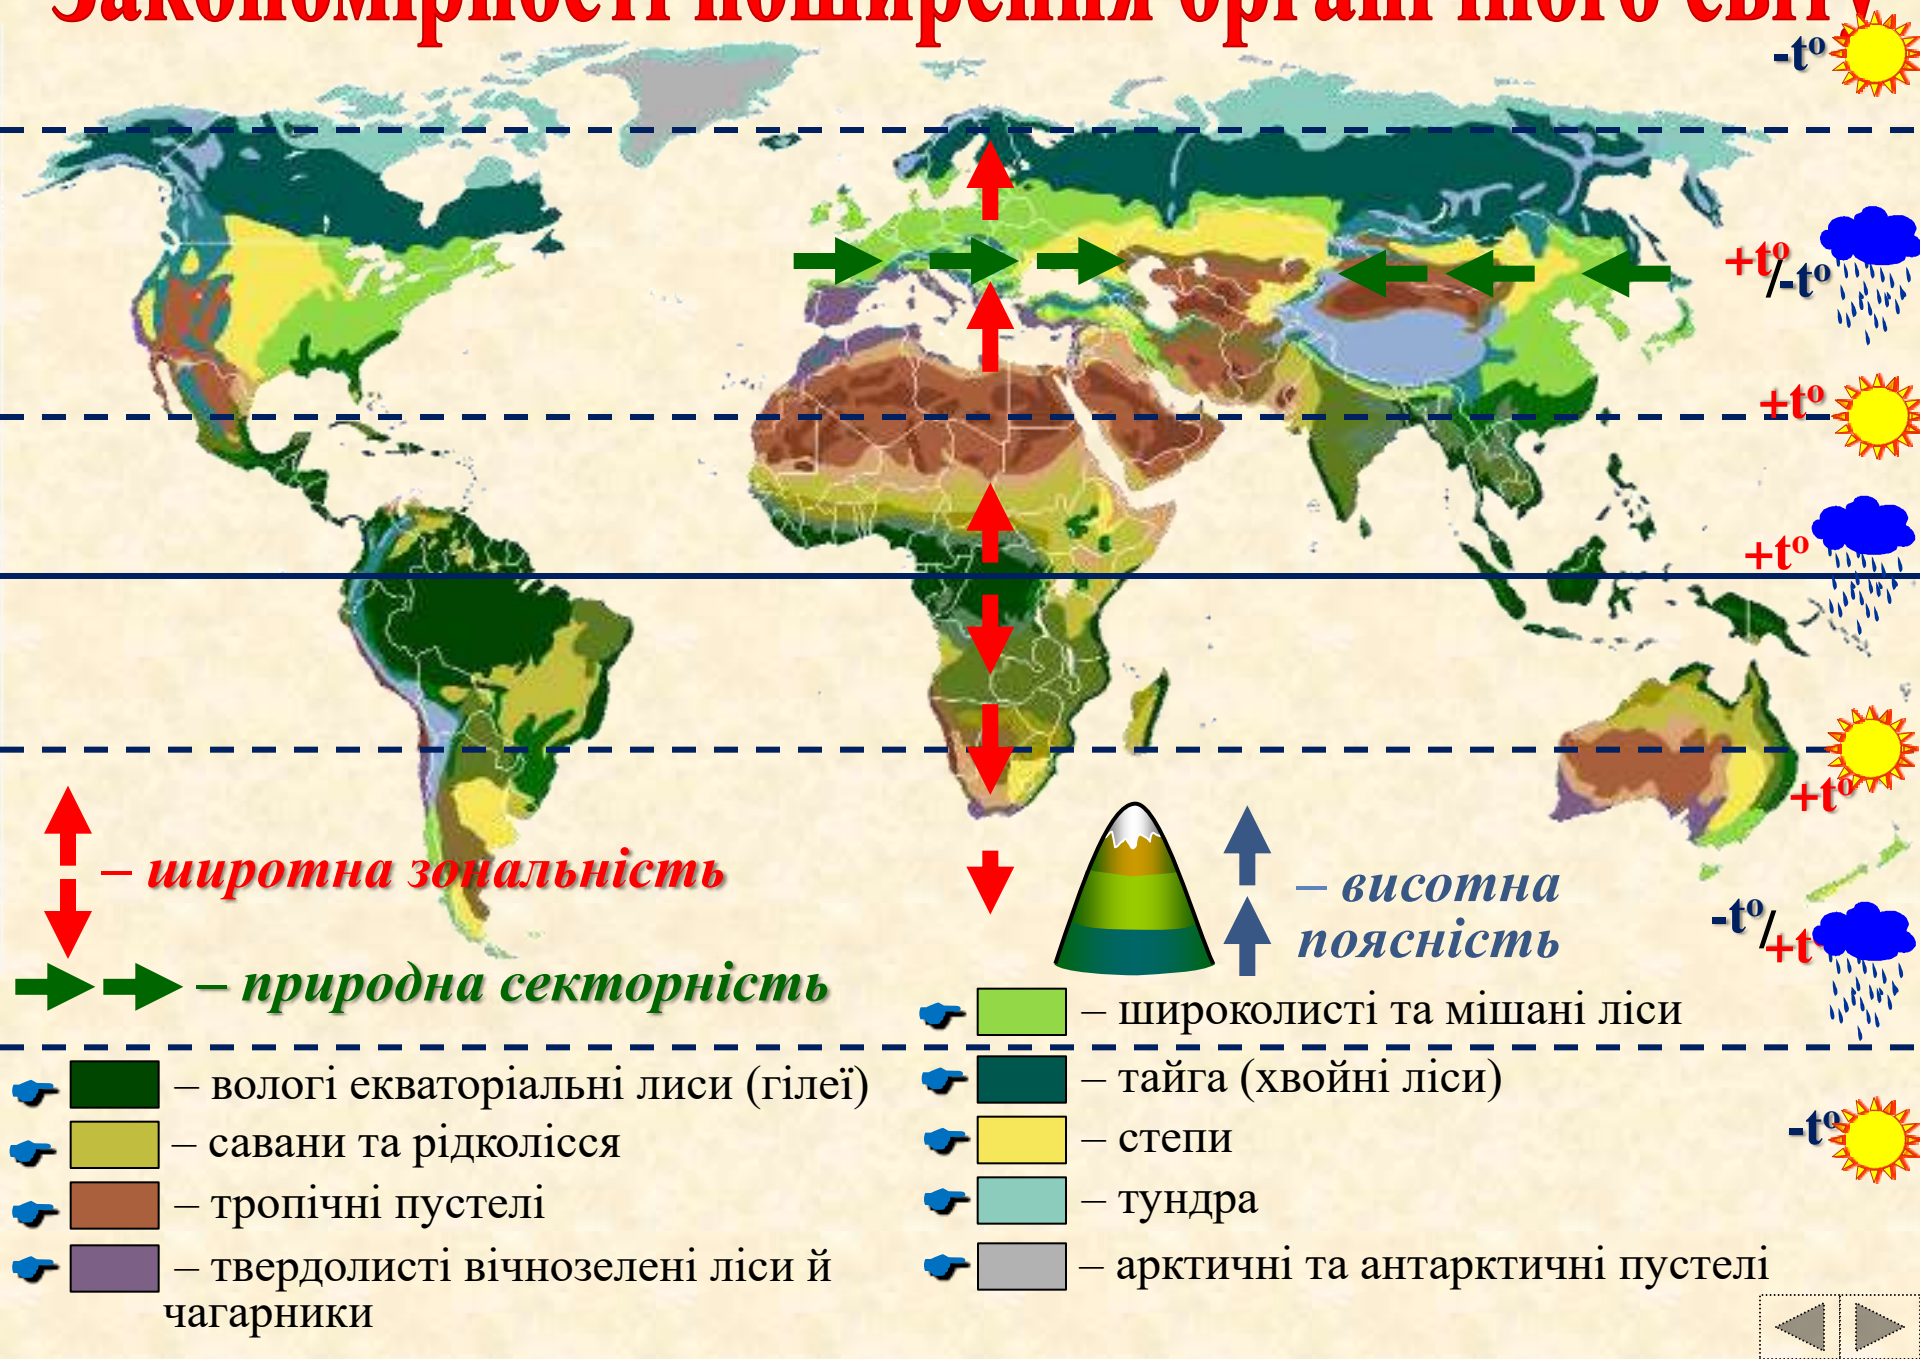 Закономірності поширення органічного світу
-tº
+tº/-tº
+tº
+tº
+tº
-tº/+t
-tº
– широтна зональність
– природна секторність
– висотна
поясність
– широколисті та мішані ліси
– вологі екваторіальні лиси (гілеї)
– савани та рідколісся
– тропічні пустелі
– твердолисті вічнозелені ліси й
чагарники
– тайга (хвойні ліси)
– степи
– тундра
– арктичні та антарктичні пустелі